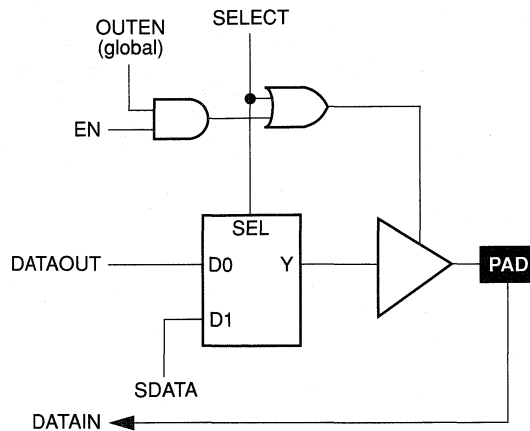 SELECT
OUTEN
(global)
EN
SEL
DATAOUT
D0
Y
PAD
D1
SDATA
DATAIN